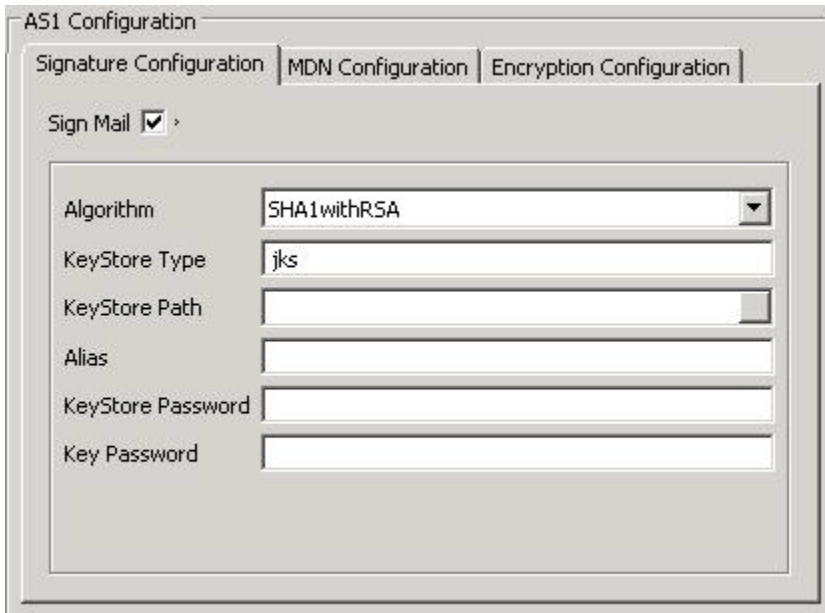 AS1 Configuration
Signature Configuration MDN Configuration Encryption Configuration
Sign Mail
Algorithm SHA1withRSA
KeyStore Type jks
KeyStore Path
Alias
KeyStore Password
Key Password